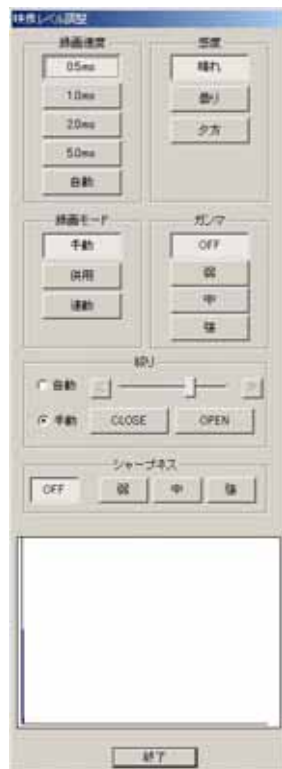 映像レベル調整
録画速度
0.5ms
1.0ms
2.0ms
5.0ms
自動
感度
晴れ
曇り
夕方
録画モード
手動
併用
連動
ガンマ
OFF
弱
中
強
絞り
自動 < >
手動 CLOSE OPEN
シャープネス
OFF 弱 中 強
終了